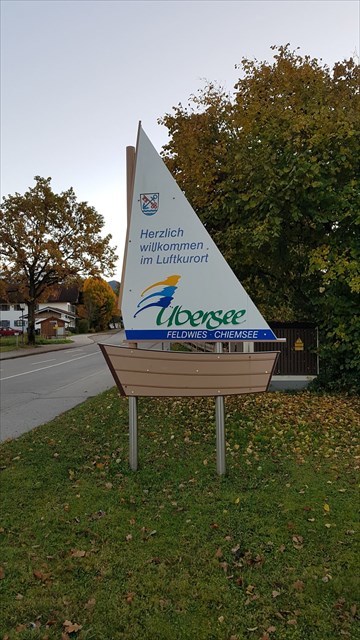 Herzlich
willkommen
im Luftkurort
Übersee
FELDWIES · CHIEMSEE